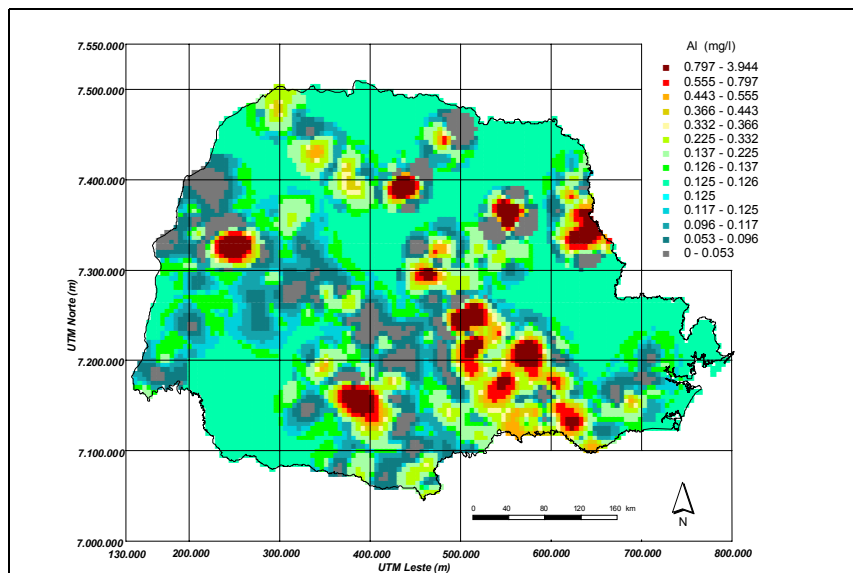 Al (mg/l)
0.797 - 3.944
0.555 - 0.797
0.443 - 0.555
0.366 - 0.443
0.332 - 0.366
0.225 - 0.332
0.137 - 0.225
0.126 - 0.137
0.125 - 0.126
0.125
0.117 - 0.125
0.096 - 0.117
0.053 - 0.096
0 - 0.053
7.550.000
7.500.000
7.400.000
7.300.000
7.200.000
7.100.000
7.000.000
UTM Norte (m)
0 40 80 120 160 km
N
130.000 200.000 300.000 400.000 500.000 600.000 700.000 800.000
UTM Leste (m)